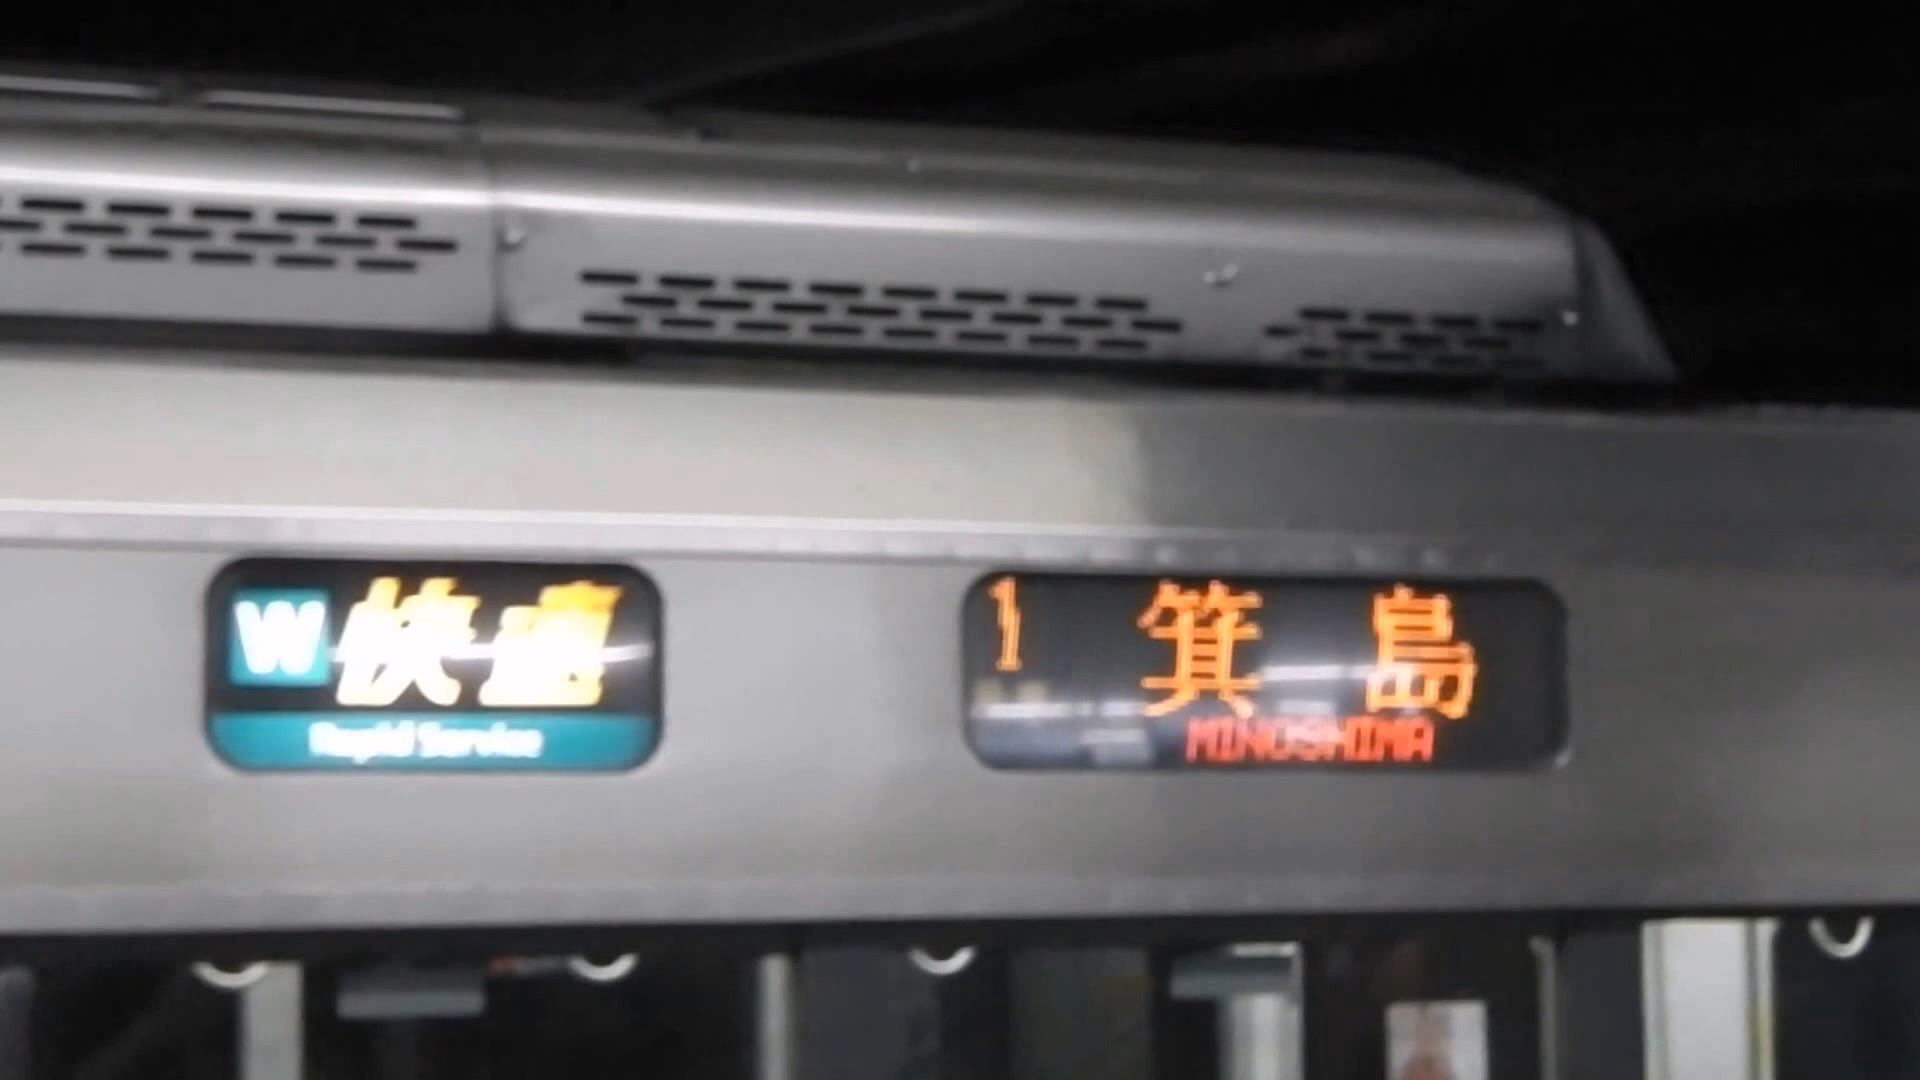 W 快速
Rapid Service
1 箕島
MINOSHIMA